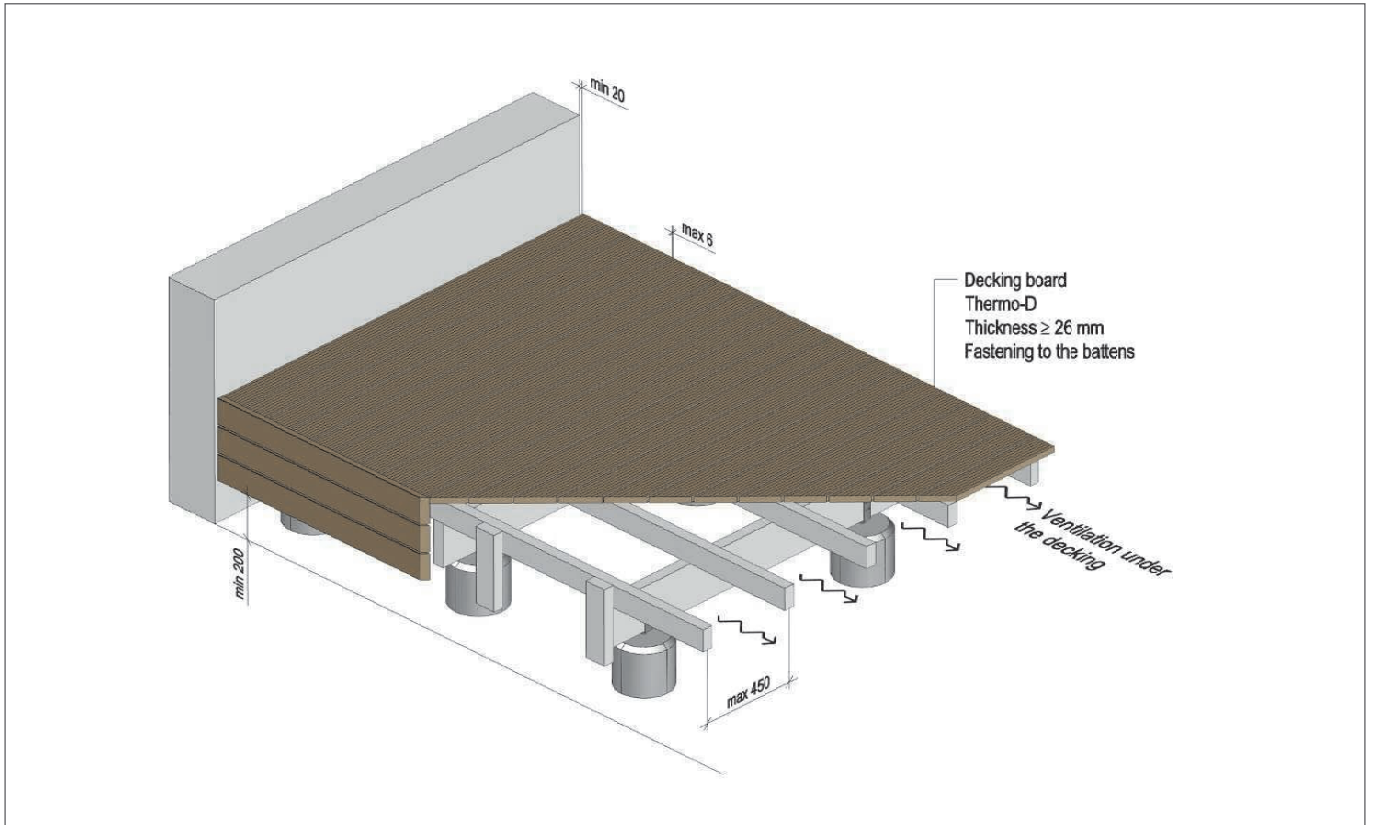 min 20
max 6
Decking board
Thermo-D
Thickness ≥ 26 mm
Fastening to the battens
Ventilation under
the decking
min 200
max 450